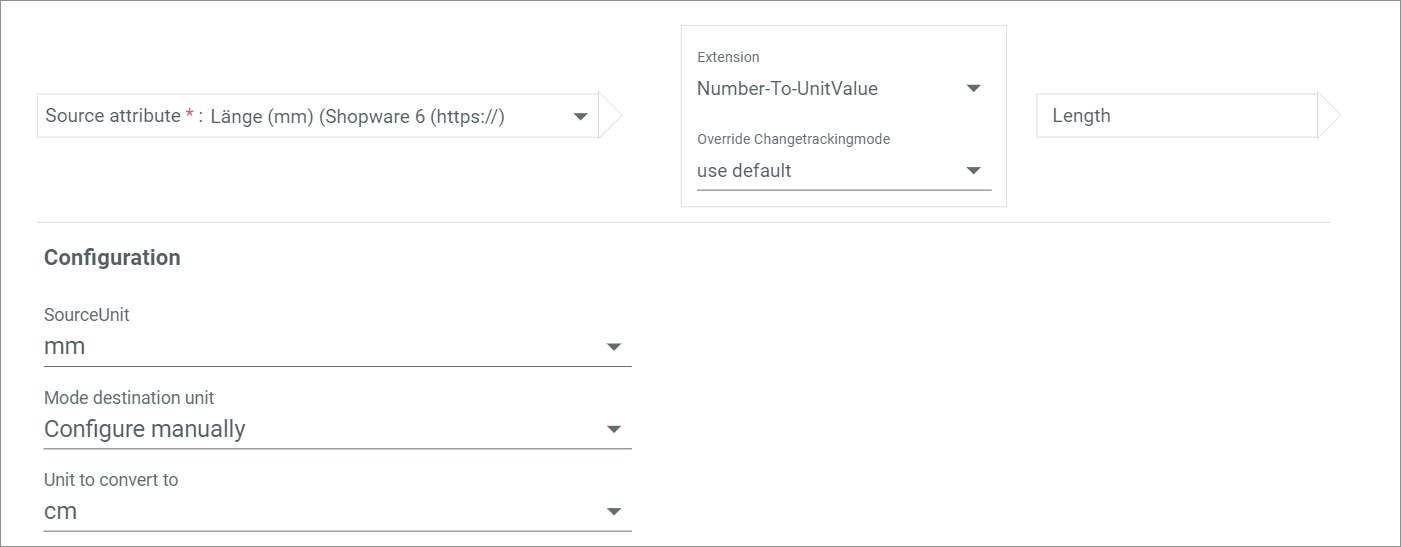 Extension
Number-To-UnitValue
Source attribute * : Länge (mm) (Shopware 6 (https://)
Length
Override Changetrackingmode
use default
Configuration
SourceUnit
mm
Mode destination unit
Configure manually
Unit to convert to
cm